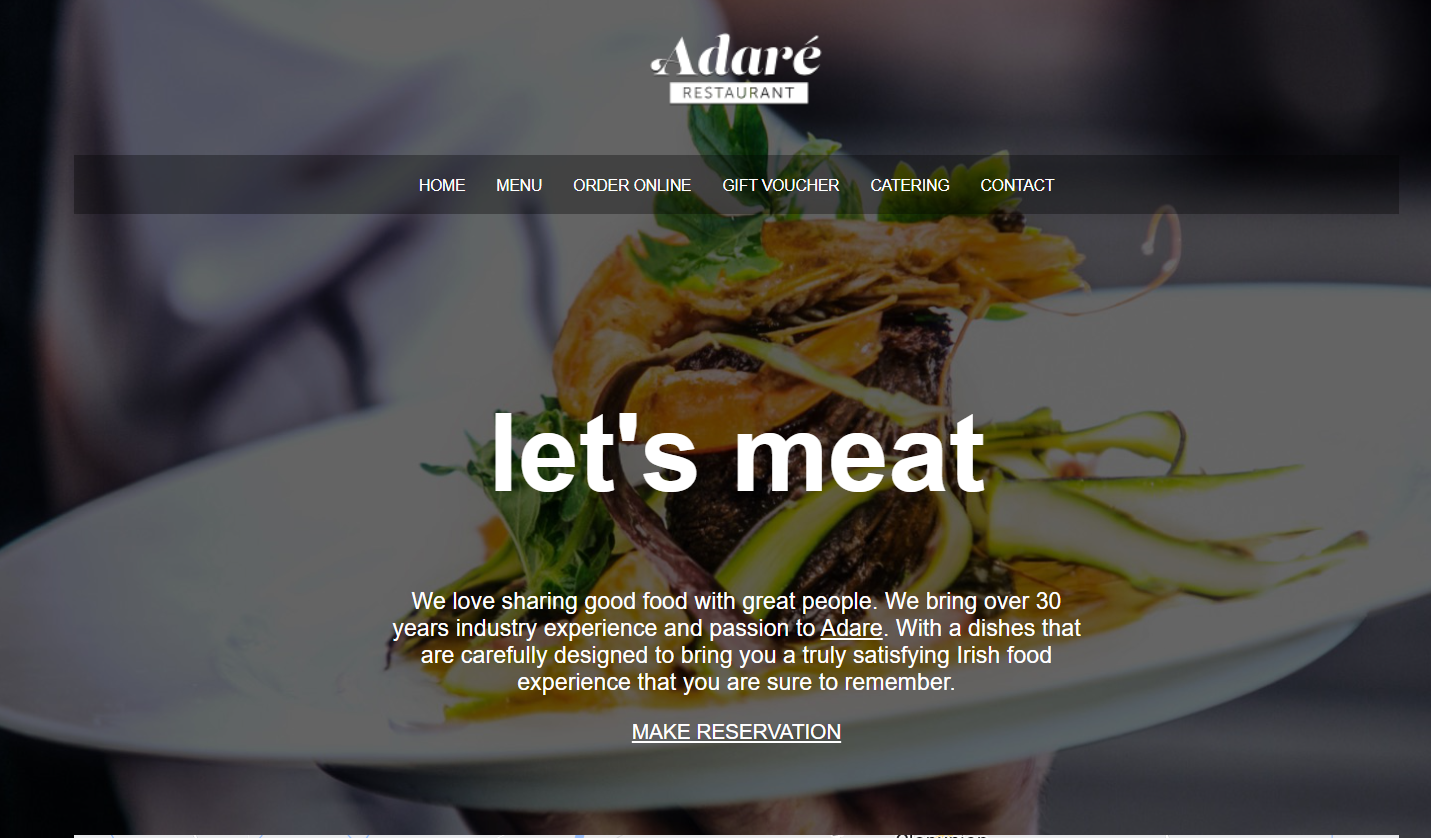 Adaré
RESTAURANT
HOME MENU ORDER ONLINE GIFT VOUCHER CATERING CONTACT
let's meat
We love sharing good food with great people. We bring over 30
years industry experience and passion to Adare. With a dishes that
are carefully designed to bring you a truly satisfying Irish food
experience that you are sure to remember.
MAKE RESERVATION